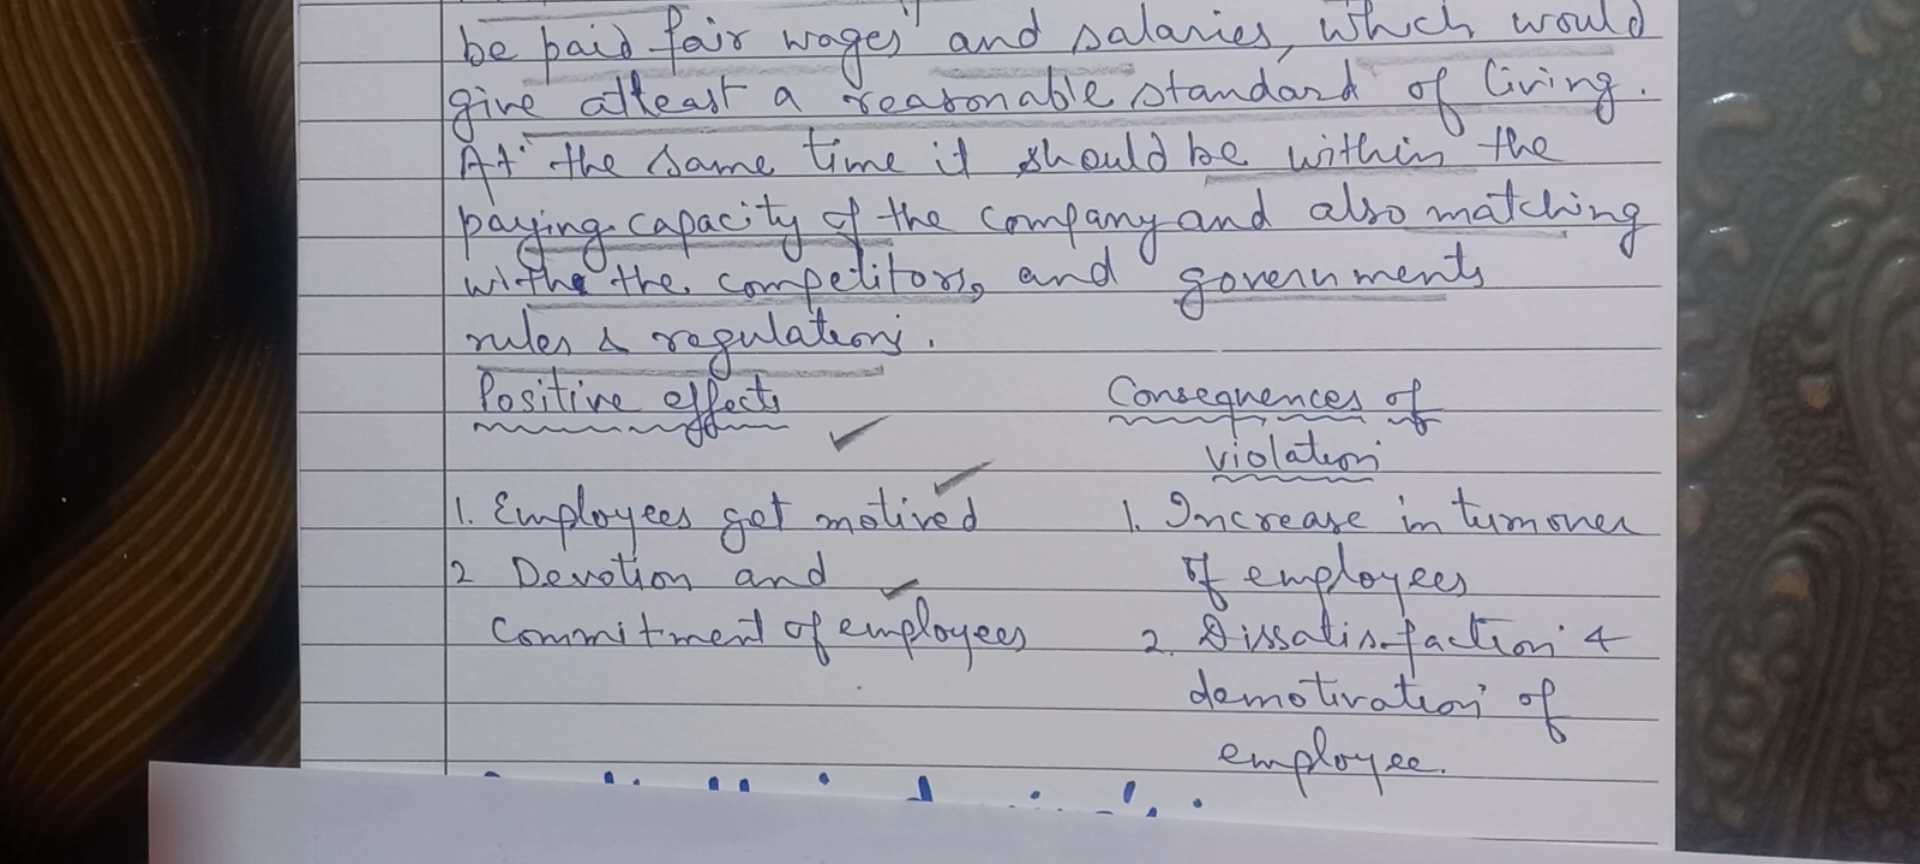 be paid fair wages and salaries, which would
give atleast a reasonable standard of living.
At the same time it should be within the
paying capacity of the company and also matching
withe the competitors, and governments
rules & regulations.
Positive effects
1. Employees get motived
2 Devotion and
Commitment of employees
Consequences of
violation
1. Increase in turnover
of employees
2. Dissatisfaction &
demotivation of
employee.